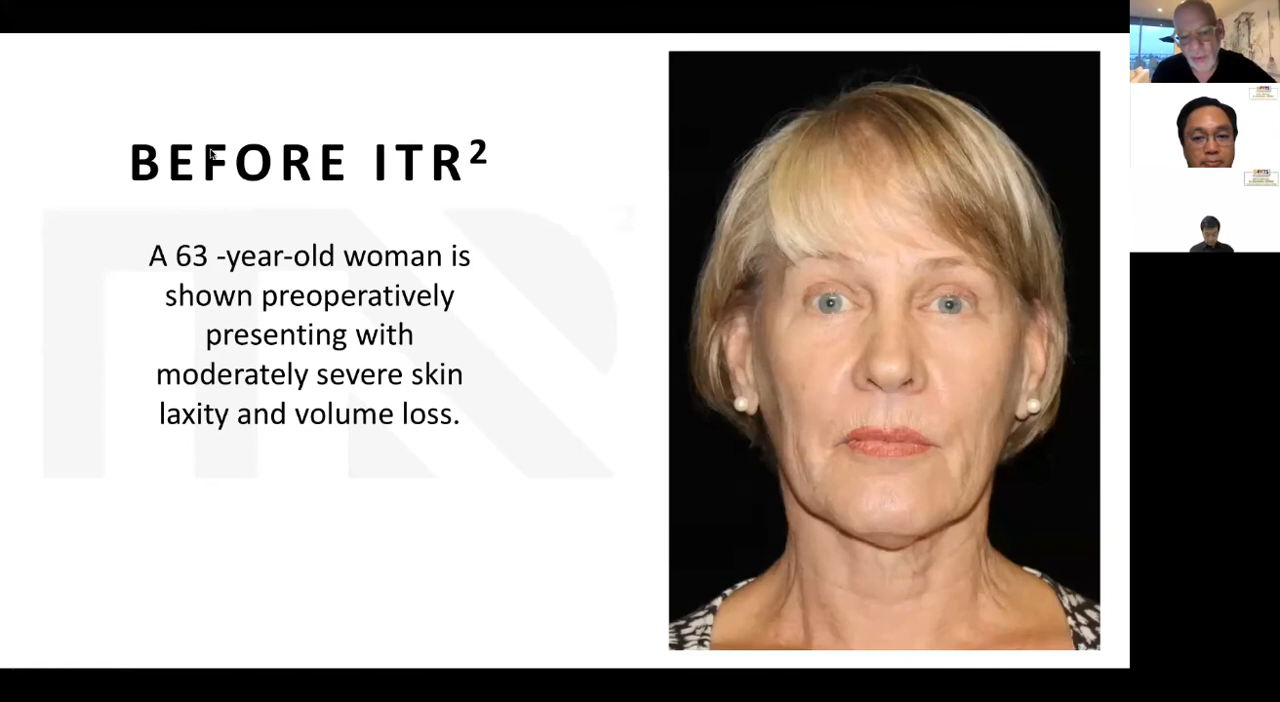 BEFORE ITR²
A 63 -year-old woman is
shown preoperatively
presenting with
moderately severe skin
laxity and volume loss.